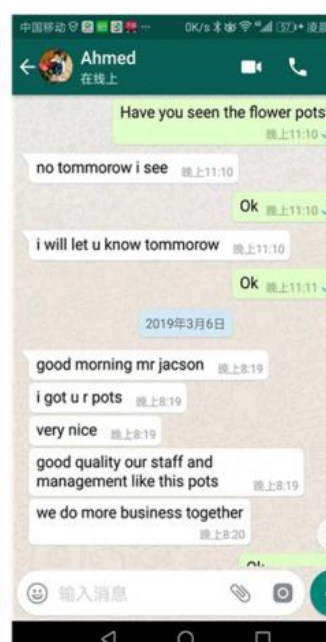 中国移动
0K/s
57
Ahmed
在线上
Have you seen the flower pots
晚上11:10
no tommorow i see 晚上11:10
Ok 晚上11:10
i will let u know tommorow 晚上11:10
Ok 晚上11:11
2019年3月6日
good morning mr jacson 晚上8:19
i got u r pots 晚上8:19
very nice 晚上8:19
good quality our staff and
management like this pots 晚上8:19
we do more business together
晚上8:20
Ok
输入消息